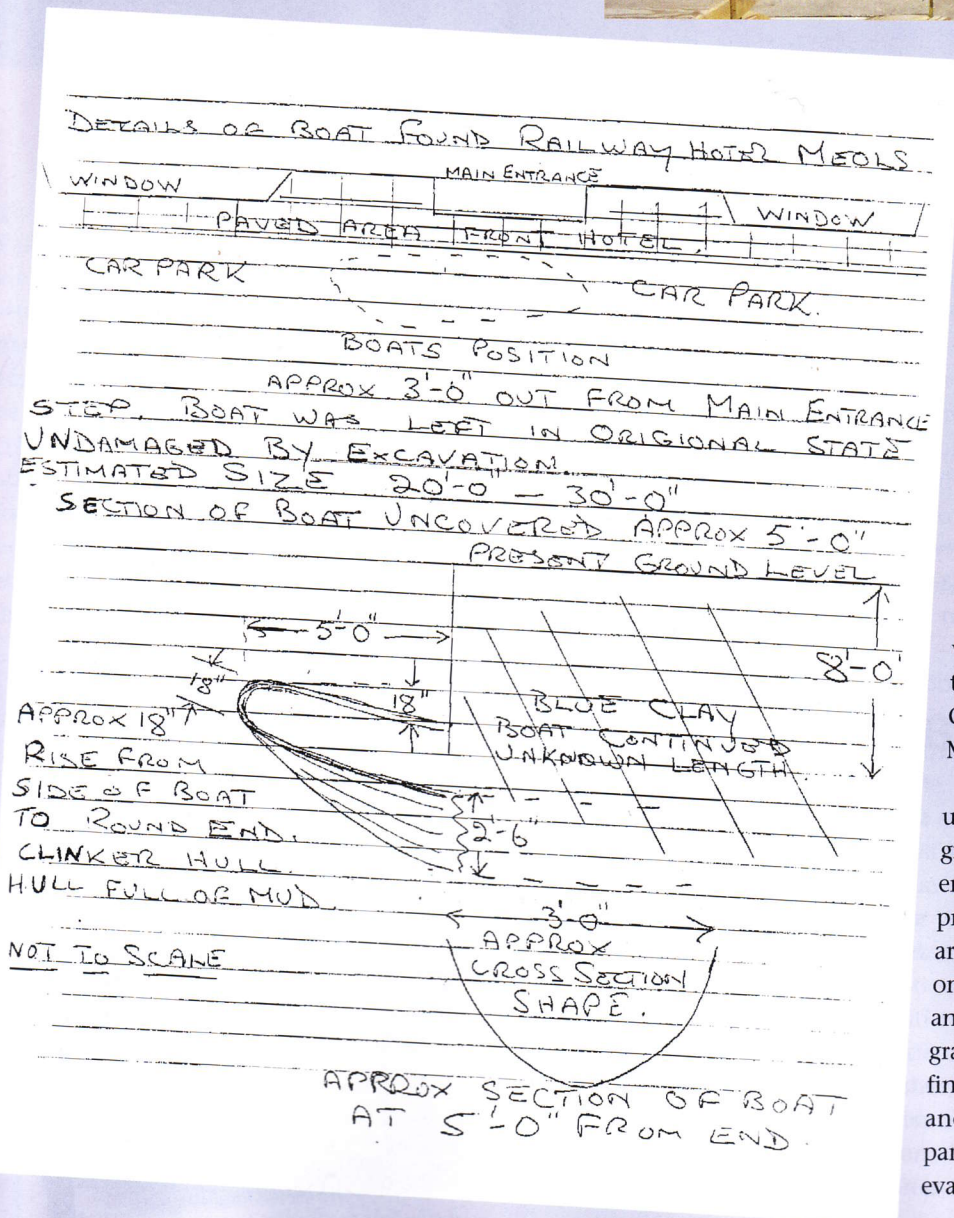 DETAILS OF BOAT FOUND RAILWAY HOTEL MEOLS
MAIN ENTRANCE
WINDOW
WINDOW
PAVED AREA FRONT HOTEL.
CAR PARK
CAR PARK.
BOATS POSITION
APPROX 3'-0" OUT FROM MAIN ENTRANCE
STEP. BOAT WAS LEFT IN ORIGIONAL STATE
UNDAMAGED BY EXCAVATION.
ESTIMATED SIZE 20'-0" - 30'-0"
SECTION OF BOAT UNCOVERED APPROX 5'-0"
PRESENT GROUND LEVEL
5'-0"
8'-0'
18"
18"
BLUE CLAY
BOAT CONTINUED
UNKNOWN LENGTH
APPROX 18"
RISE FROM
SIDE OF BOAT
TO ROUND END.
CLINKER HULL
HULL FULL OF MUD.
2'-6"
NOT TO SCALE
3'-0"
APPROX
CROSS SECTION
SHAPE.
APPROX SECTION OF BOAT
AT 5'-0" FROM END.